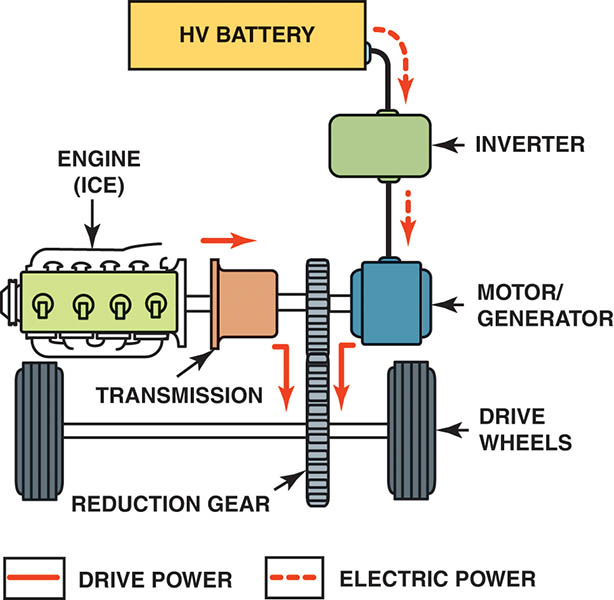 HV BATTERY
INVERTER
ENGINE
(ICE)
MOTOR/
GENERATOR
TRANSMISSION
DRIVE
WHEELS
REDUCTION GEAR
DRIVE POWER
ELECTRIC POWER